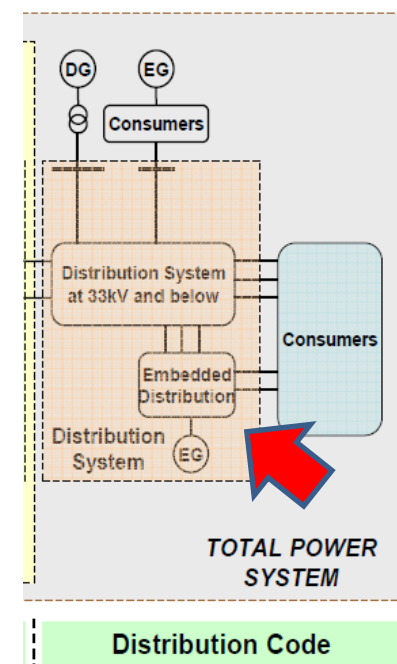 DG
EG
Consumers
Distribution System
at 33kV and below
Consumers
Embedded
Distribution
Distribution
System
EG
TOTAL POWER
SYSTEM
Distribution Code